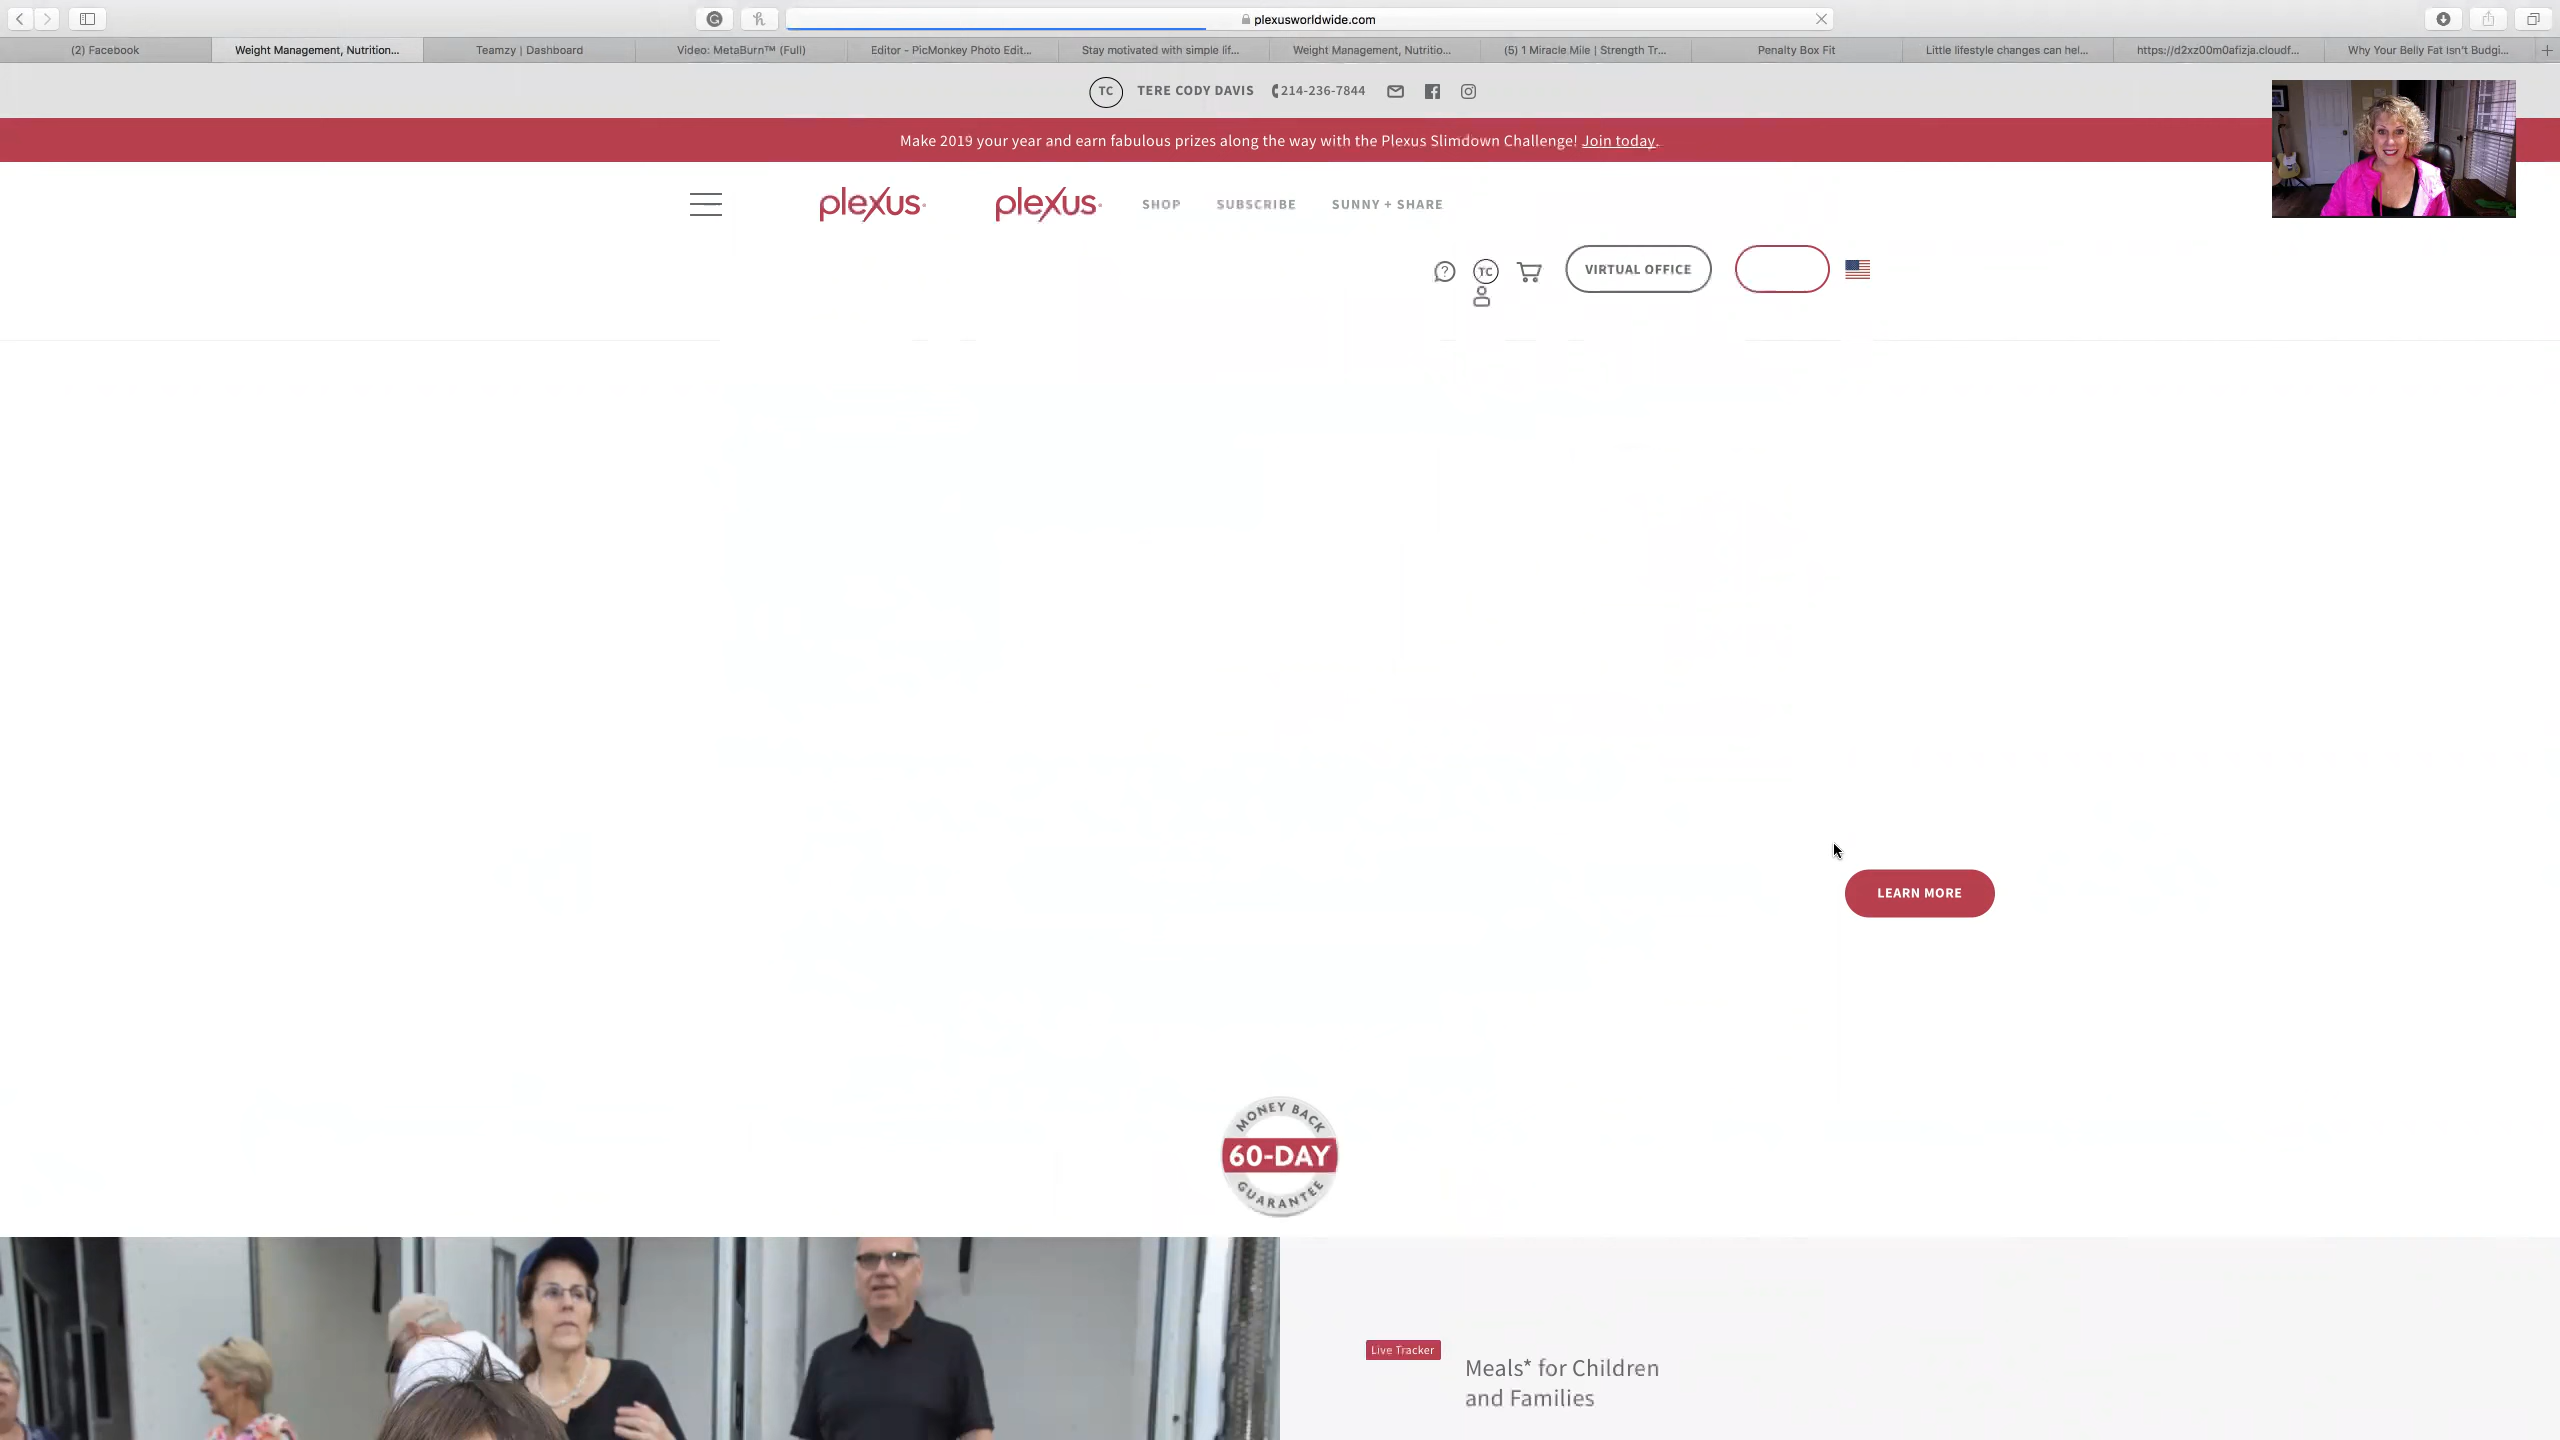 plexusworldwide.com
(2) Facebook
Weight Management, Nutrition...
Teamzy | Dashboard
Video: MetaBurn™ (Full)
Editor - PicMonkey Photo Edit...
Stay motivated with simple lif...
Weight Management, Nutritio...
(5) 1 Miracle Mile | Strength Tr...
Penalty Box Fit
Little lifestyle changes can hel...
https://d2xz00m0afizja.cloudf...
Why Your Belly Fat Isn't Budgi...
TC
TERE CODY DAVIS
214-236-7844
Make 2019 your year and earn fabulous prizes along the way with the Plexus Slimdown Challenge! Join today.
plexus
plexus
SHOP
SUBSCRIBE
SUNNY + SHARE
TC
VIRTUAL OFFICE
LEARN MORE
MONEY BACK
60-DAY
GUARANTEE
Live Tracker
Meals* for Children
and Families